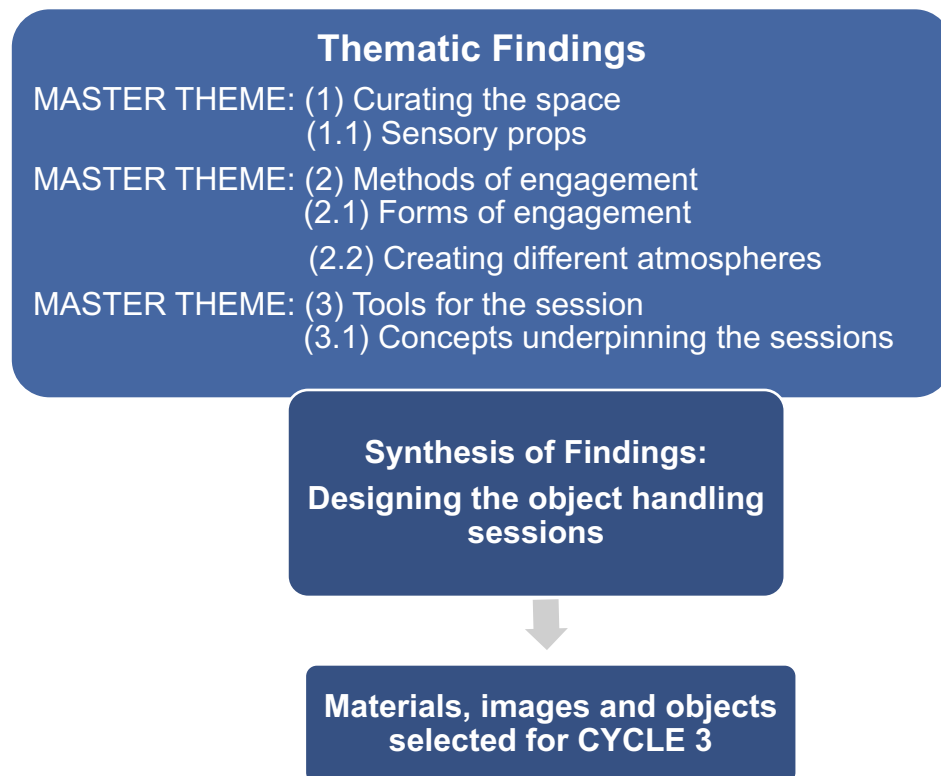 Thematic Findings
MASTER THEME: (1) Curating the space
(1.1) Sensory props
MASTER THEME: (2) Methods of engagement
(2.1) Forms of engagement
(2.2) Creating different atmospheres
MASTER THEME: (3) Tools for the session
(3.1) Concepts underpinning the sessions
Synthesis of Findings:
Designing the object handling
sessions
Materials, images and objects
selected for CYCLE 3